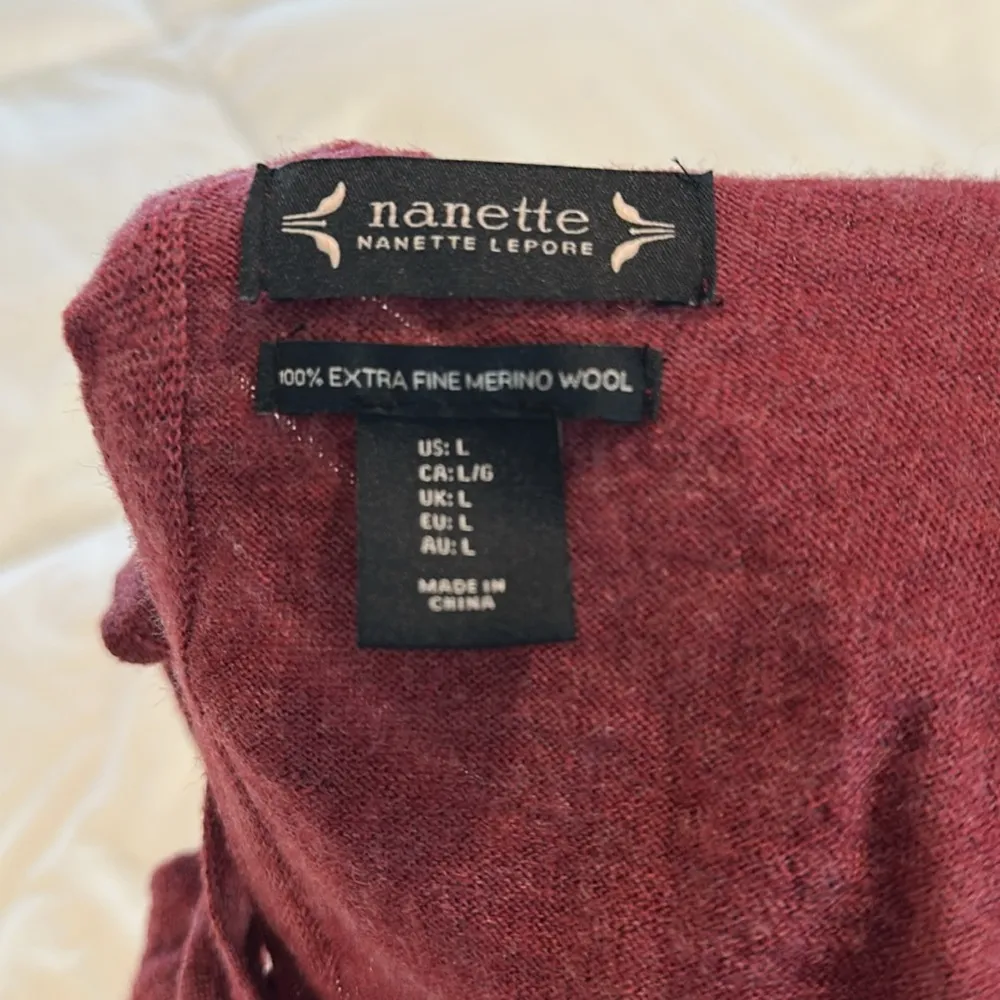 nanette
NANETTE LEPORE
100% EXTRA FINE MERINO WOOL
US: L
CA: L/G
UK: L
EU: L
AU: L
MADE IN
CHINA